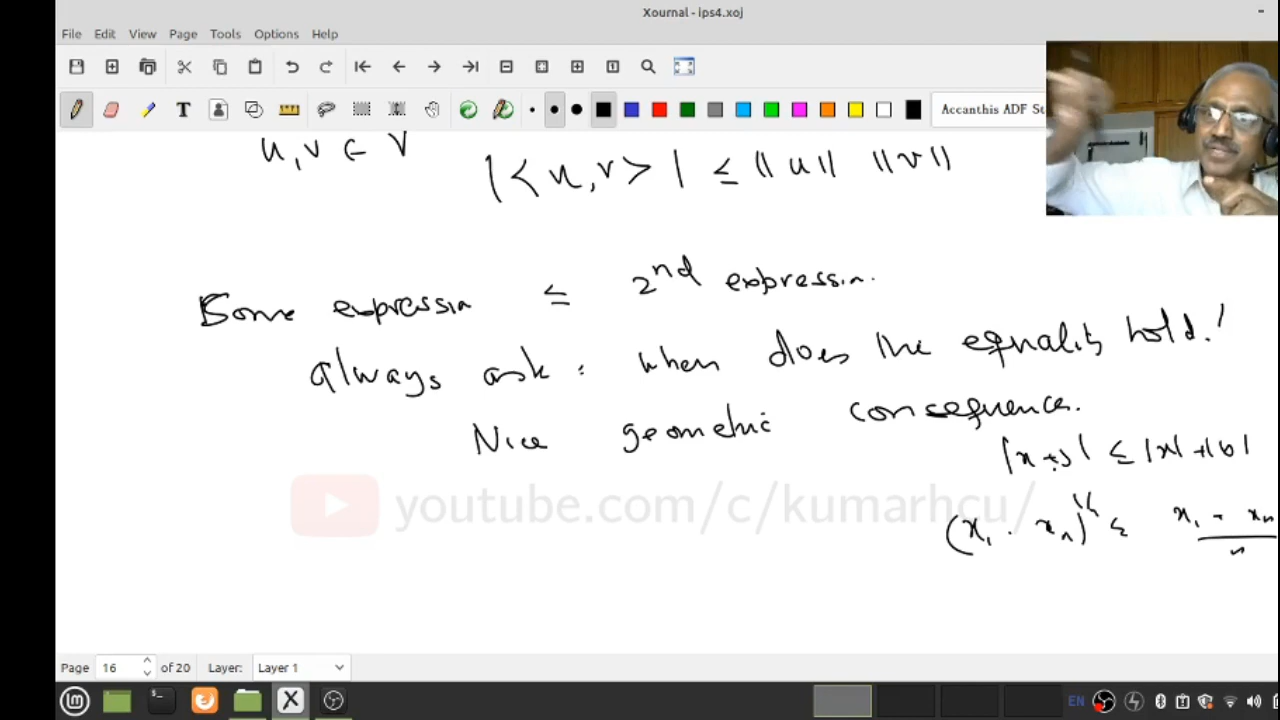 Xournal - ips4.xoj
File Edit View Page Tools Options Help
Accanthis ADF St
u, v ∈ V
|<u, v>| ≤ ||u|| ||v||
Some expression ≤ 2nd expression.
Always ask : when does the equality hold!
Nice geometric consequence.
|x+y| ≤ |x|+|y|
(x₁ . xₙ)^1/n ≤ x₁ - xₙ / n
youtube.com/c/kumarhcu/
Page 16 of 20 Layer: Layer 1
EN